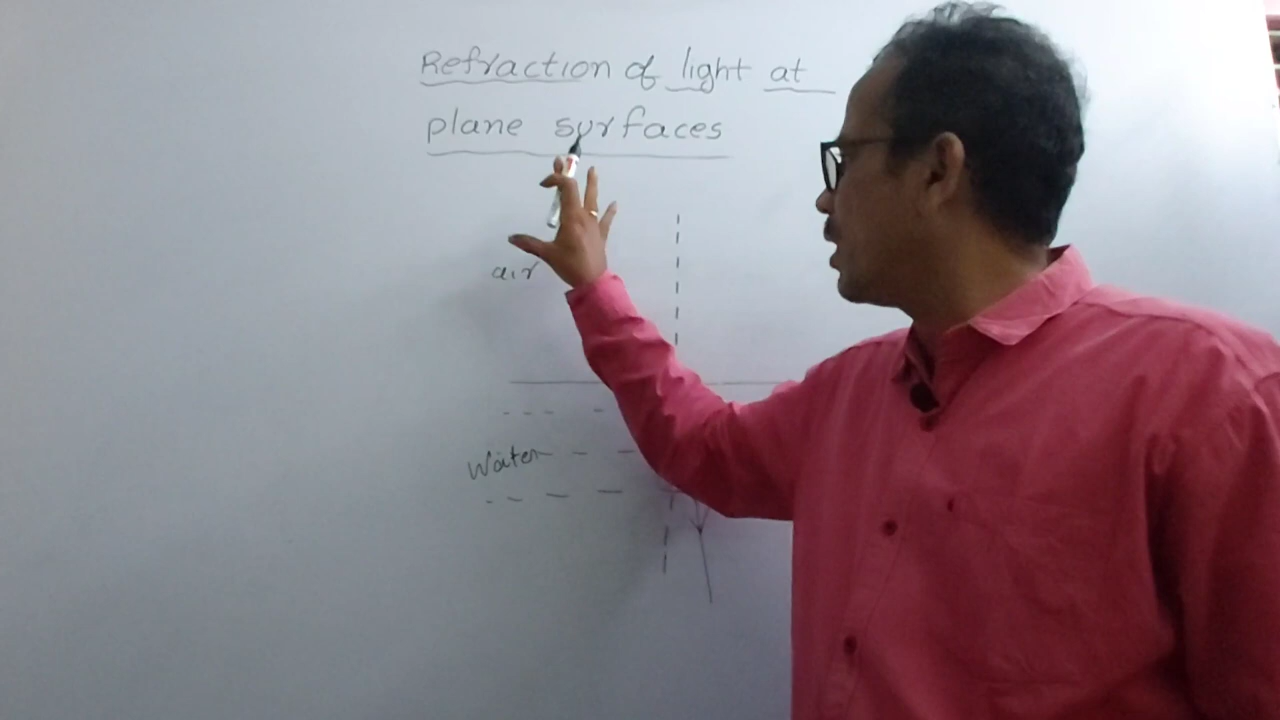 Refraction of light at
plane surfaces
air
Water